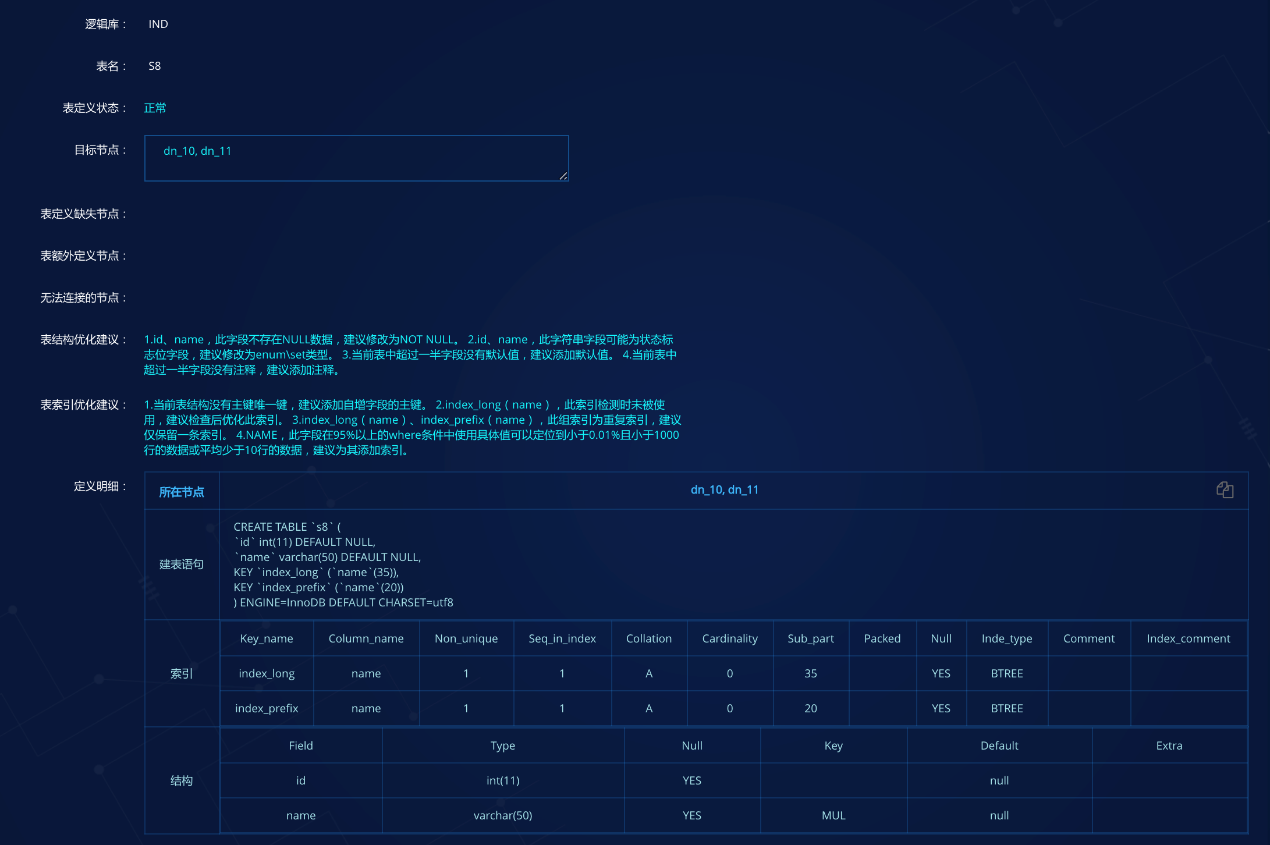 逻辑库： IND
表名： S8
表定义状态： 正常
目标节点： dn_10, dn_11
表定义缺失节点：
表额外定义节点：
无法连接的节点：
表结构优化建议： 1.id、name，此字段不存在NULL数据，建议修改为NOT NULL。 2.id、name，此字符串字段可能为状态标
志位字段，建议修改为enum\set类型。 3.当前表中超过一半字段没有默认值，建议添加默认值。 4.当前表中
超过一半字段没有注释，建议添加注释。
表索引优化建议： 1.当前表结构没有主键唯一键，建议添加自增字段的主键。 2.index_long（name），此索引检测时未被使
用，建议检查后优化此索引。 3.index_long（name）、index_prefix（name），此组索引为重复索引，建议
仅保留一条索引。 4.NAME，此字段在95%以上的where条件中使用具体值可以定位到小于0.01%且小于1000
行的数据或平均少于10行的数据，建议为其添加索引。
定义明细： 所在节点 dn_10, dn_11
建表语句
CREATE TABLE `s8` (
`id` int(11) DEFAULT NULL,
`name` varchar(50) DEFAULT NULL,
KEY `index_long` (`name`(35)),
KEY `index_prefix` (`name`(20))
) ENGINE=InnoDB DEFAULT CHARSET=utf8
索引
Key_name Column_name Non_unique Seq_in_index Collation Cardinality Sub_part Packed Null Inde_type Comment Index_comment
index_long name 1 1 A 0 35 YES BTREE
index_prefix name 1 1 A 0 20 YES BTREE
结构
Field Type Null Key Default Extra
id int(11) YES null
name varchar(50) YES MUL null